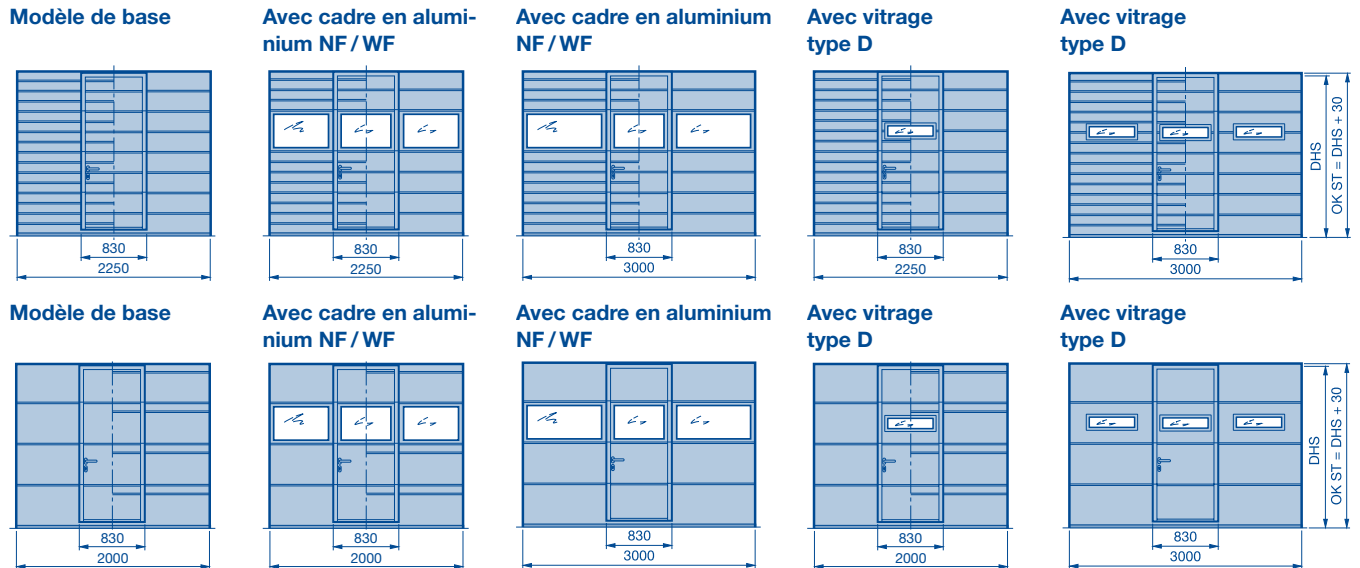 Modèle de base
Avec cadre en alumi-
nium NF / WF
Avec cadre en aluminium
NF / WF
Avec vitrage
type D
Avec vitrage
type D
830
2250
830
2250
830
3000
830
2250
830
3000
DHS
OK ST = DHS + 30
Modèle de base
Avec cadre en alumi-
nium NF / WF
Avec cadre en aluminium
NF / WF
Avec vitrage
type D
Avec vitrage
type D
830
2000
830
2000
830
3000
830
2000
830
3000
DHS
OK ST = DHS + 30